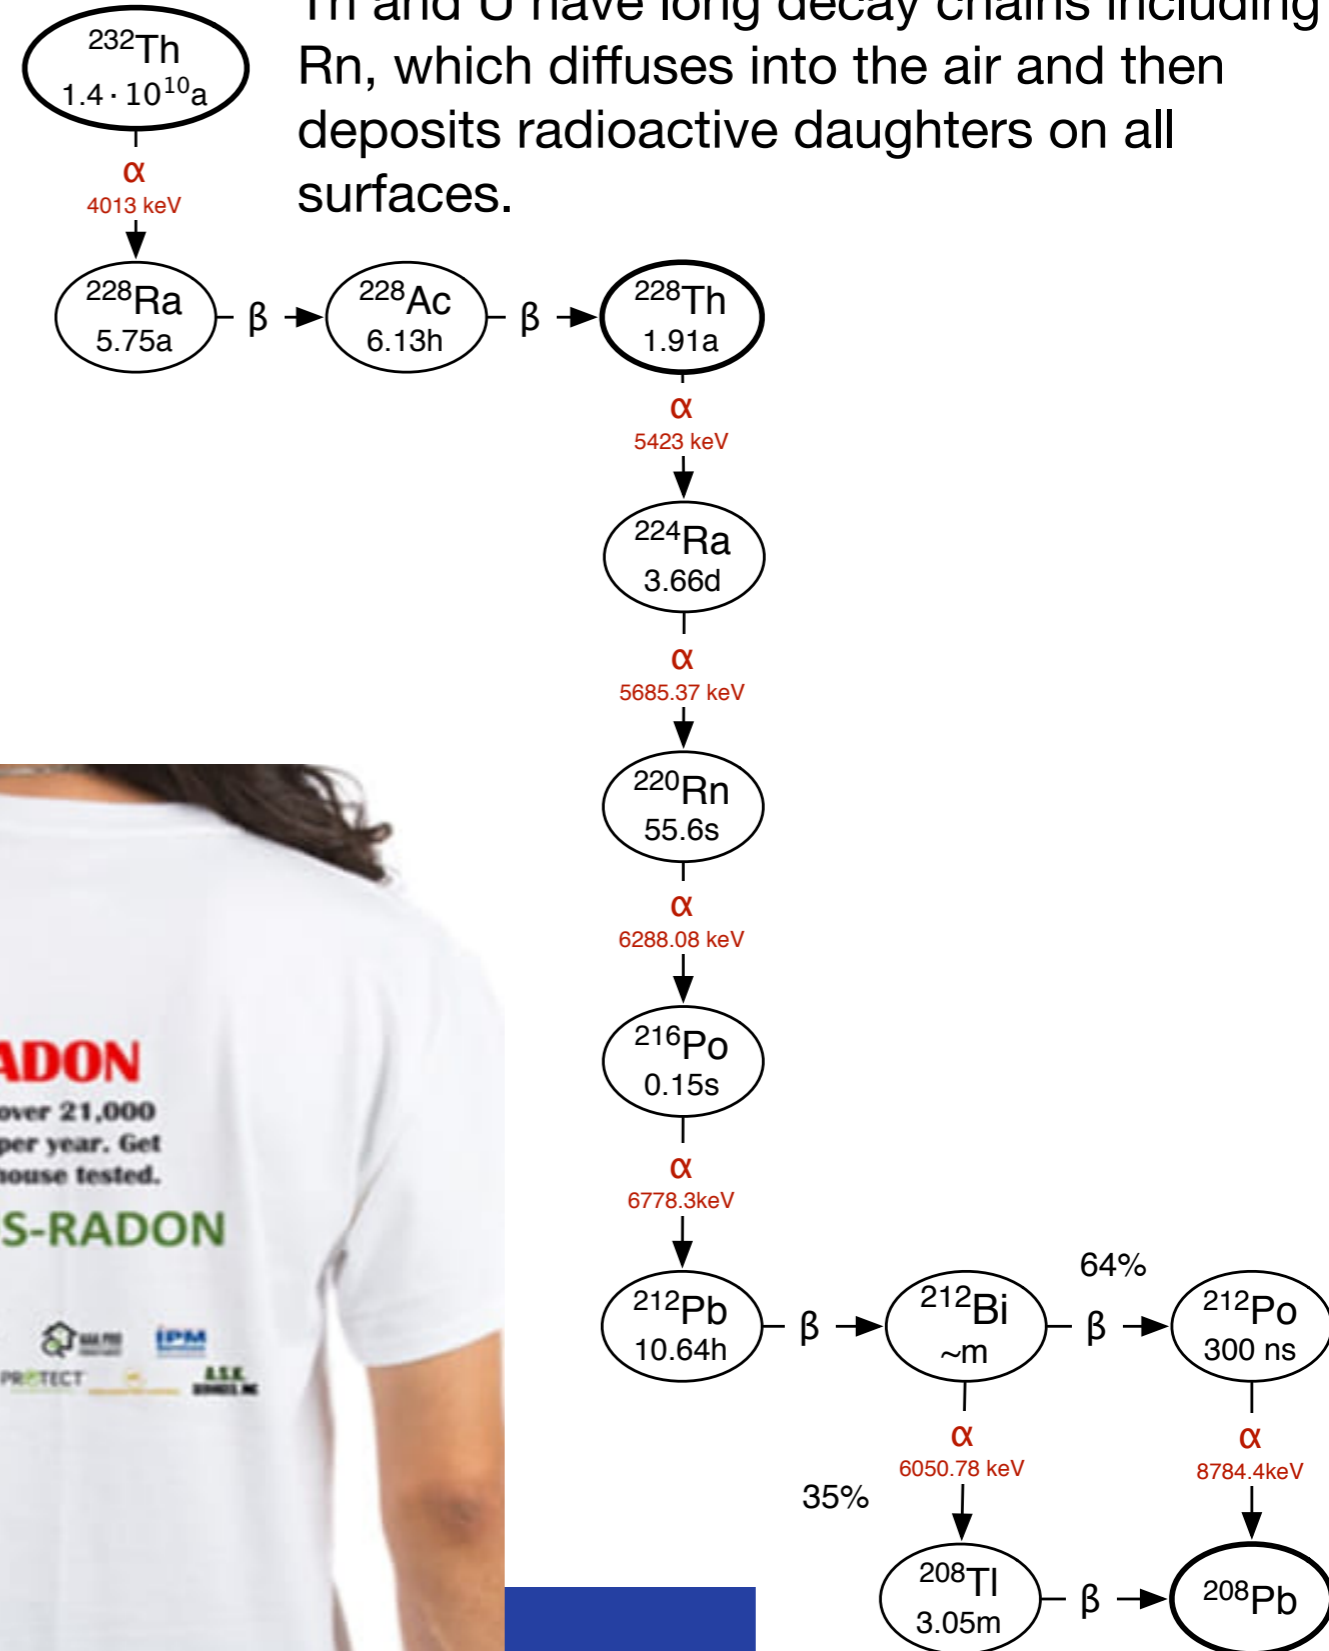 Th and U have long decay chains including
Rn, which diffuses into the air and then
deposits radioactive daughters on all
surfaces.
²³²Th
1.4 · 10¹⁰a
α
4013 keV
²²⁸Ra
5.75a
β
²²⁸Ac
6.13h
β
²²⁸Th
1.91a
α
5423 keV
²²⁴Ra
3.66d
α
5685.37 keV
²²⁰Rn
55.6s
α
6288.08 keV
²¹⁶Po
0.15s
α
6778.3keV
²¹²Pb
10.64h
β
²¹²Bi
~m
64%
β
²¹²Po
300 ns
α
6050.78 keV
35%
α
8784.4keV
²⁰⁸Tl
3.05m
β
²⁰⁸Pb
ADON
over 21,000
per year. Get
house tested.
S-RADON
IPM
PROTECT
A.S.K.